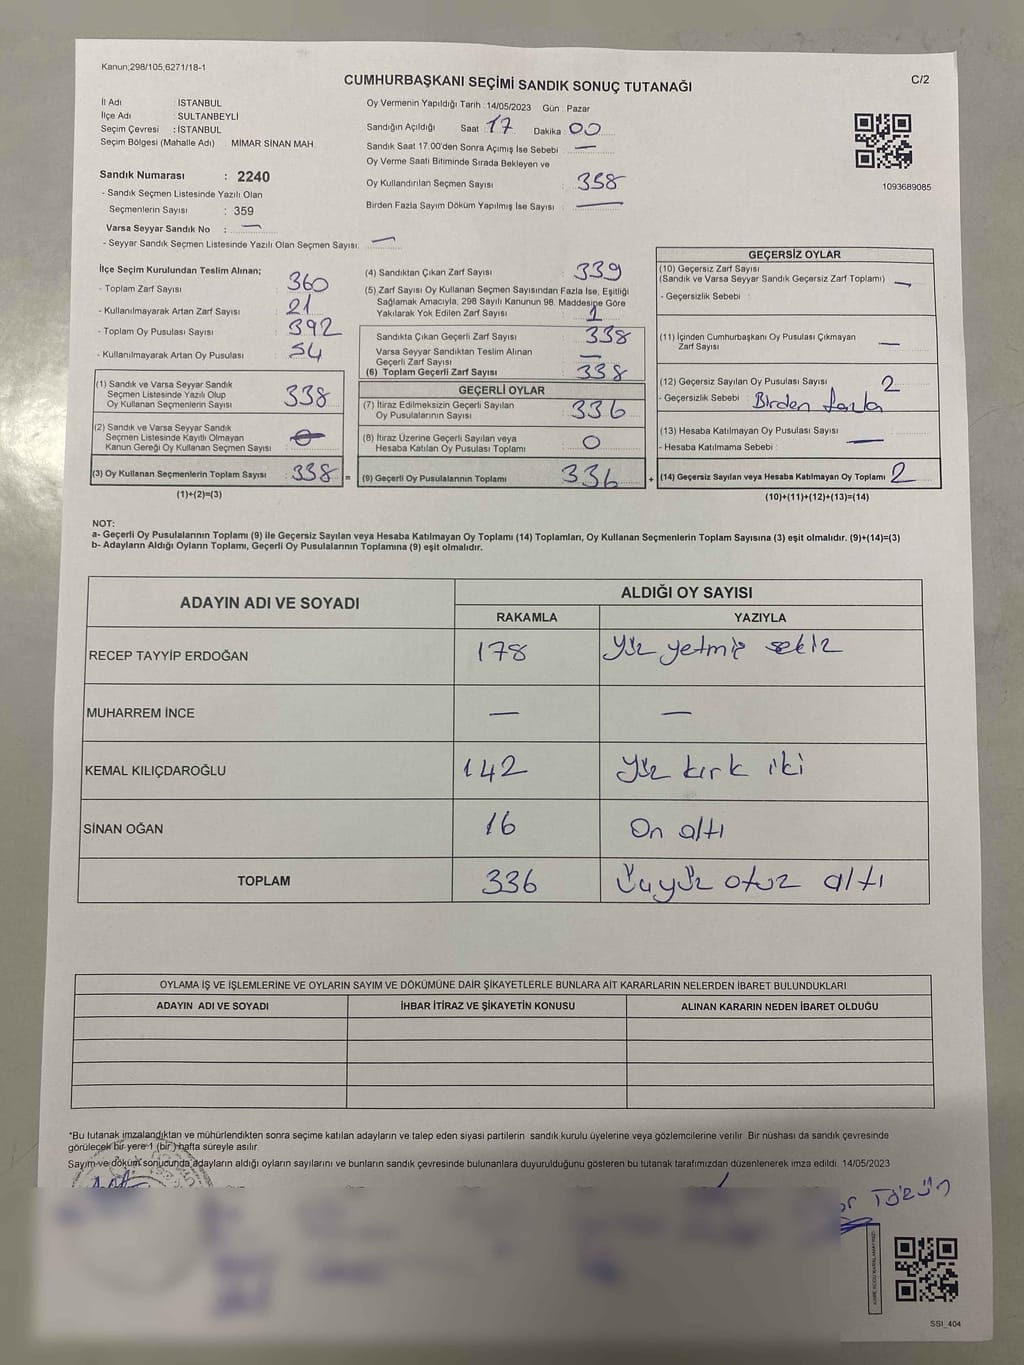 Kanun;298/105,6271/18-1
CUMHURBAŞKANI SEÇİMİ SANDIK SONUÇ TUTANAĞI
C/2
İl Adı : İSTANBUL
İlçe Adı : SULTANBEYLİ
Seçim Çevresi : İSTANBUL
Seçim Bölgesi (Mahalle Adı) : MİMAR SİNAN MAH.
Sandık Numarası : 2240
- Sandık Seçmen Listesinde Yazılı Olan
Seçmenlerin Sayısı : 359
Varsa Seyyar Sandık No : —
- Seyyar Sandık Seçmen Listesinde Yazılı Olan Seçmen Sayısı: —
Oy Vermenin Yapıldığı Tarih : 14/05/2023 Gün : Pazar
Sandığın Açıldığı Saat : 17 Dakika : 00
Sandık Saat 17.00'den Sonra Açımış İse Sebebi : —
Oy Verme Saati Bitiminde Sırada Bekleyen ve
Oy Kullandırılan Seçmen Sayısı : 338
Birden Fazla Sayım Döküm Yapılmış İse Sayısı : —
1093689085
İlçe Seçim Kurulundan Teslim Alınan;
- Toplam Zarf Sayısı : 360
- Kullanılmayarak Artan Zarf Sayısı : 21
- Toplam Oy Pusulası Sayısı : 392
- Kullanılmayarak Artan Oy Pusulası : 54
(1) Sandık ve Varsa Seyyar Sandık
Seçmen Listesinde Yazılı Olup
Oy Kullanan Seçmenlerin Sayısı : 338
(2) Sandık ve Varsa Seyyar Sandık
Seçmen Listesinde Kayıtlı Olmayan
Kanun Gereği Oy Kullanan Seçmen Sayısı : 0
(3) Oy Kullanan Seçmenlerin Toplam Sayısı : 338 =
(1)+(2)=(3)
(4) Sandıktan Çıkan Zarf Sayısı : 339
(5) Zarf Sayısı Oy Kullanan Seçmen Sayısından Fazla İse, Eşitliği
Sağlamak Amacıyla; 298 Sayılı Kanunun 98. Maddesine Göre
Yakılarak Yok Edilen Zarf Sayısı : 1
Sandıkta Çıkan Geçerli Zarf Sayısı : 338
Varsa Seyyar Sandıktan Teslim Alınan
Geçerli Zarf Sayısı : —
(6) Toplam Geçerli Zarf Sayısı : 338
GEÇERLİ OYLAR
(7) İtiraz Edilmeksizin Geçerli Sayılan
Oy Pusulalarının Sayısı : 336
(8) İtiraz Üzerine Geçerli Sayılan veya
Hesaba Katılan Oy Pusulaları Toplamı : 0
(9) Geçerli Oy Pusulalarının Toplamı : 336 +
GEÇERSİZ OYLAR
(10) Geçersiz Zarf Sayısı
(Sandık ve Varsa Seyyar Sandık Geçersiz Zarf Toplamı) : —
- Geçersizlik Sebebi :
(11) İçinden Cumhurbaşkanı Oy Pusulası Çıkmayan
Zarf Sayısı : —
(12) Geçersiz Sayılan Oy Pusulası Sayısı : 2
- Geçersizlik Sebebi : Birden fazla
(13) Hesaba Katılmayan Oy Pusulası Sayısı : —
- Hesaba Katılmama Sebebi :
(14) Geçersiz Sayılan veya Hesaba Katılmayan Oy Toplamı : 2
(10)+(11)+(12)+(13)=(14)
NOT:
a- Geçerli Oy Pusulalarının Toplamı (9) ile Geçersiz Sayılan veya Hesaba Katılmayan Oy Toplamı (14) Toplamları, Oy Kullanan Seçmenlerin Toplam Sayısına (3) eşit olmalıdır. (9)+(14)=(3)
b- Adayların Aldığı Oyların Toplamı, Geçerli Oy Pusulalarının Toplamına (9) eşit olmalıdır.
ADAYIN ADI VE SOYADI
ALDIĞI OY SAYISI
RAKAMLA YAZIYLA
RECEP TAYYİP ERDOĞAN 178 Yüz yetmiş sekiz
MUHARREM İNCE — —
KEMAL KILIÇDAROĞLU 142 Yüz kırk iki
SİNAN OĞAN 16 On altı
TOPLAM 336 Üçyüz otuz altı
OYLAMA İŞ VE İŞLEMLERİNE VE OYLARIN SAYIM VE DÖKÜMÜNE DAİR ŞİKAYETLERLE BUNLARA AİT KARARLARIN NELERDEN İBARET BULUNDUKLARI
ADAYIN ADI VE SOYADI İHBAR İTİRAZ VE ŞİKAYETİN KONUSU ALINAN KARARIN NEDEN İBARET OLDUĞU
*Bu tutanak imzalandıktan ve mühürlendikten sonra seçime katılan adayların ve talep eden siyasi partilerin sandık kurulu üyelerine veya gözlemcilerine verilir. Bir nüshası da sandık çevresinde
görülecek bir yere 1 (bir) hafta süreyle asılır.
Sayım ve döküm sonucunda adayların aldığı oyların sayılarını ve bunların sandık çevresinde bulunanlara duyurulduğunu gösteren bu tutanak tarafımızdan düzenlenerek imza edildi. 14/05/2023
SSI_404